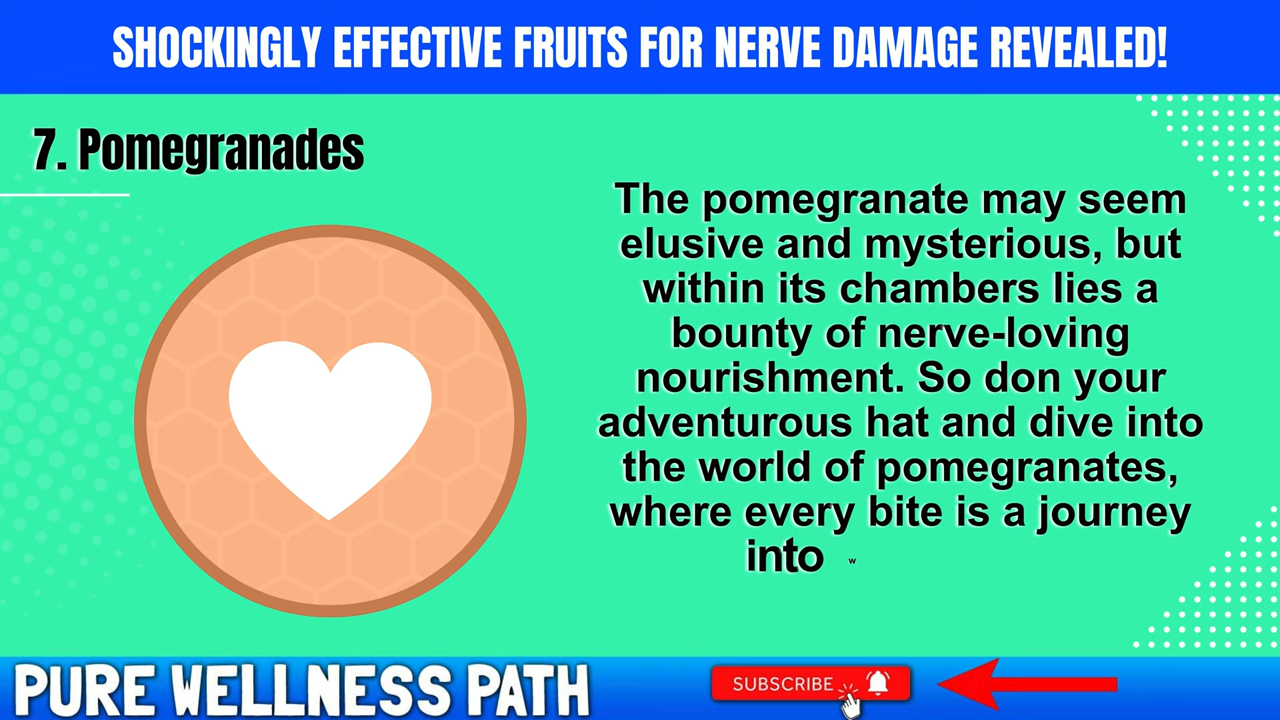 SHOCKINGLY EFFECTIVE FRUITS FOR NERVE DAMAGE REVEALED!
7. Pomegranades
The pomegranate may seem
elusive and mysterious, but
within its chambers lies a
bounty of nerve-loving
nourishment. So don your
adventurous hat and dive into
the world of pomegranates,
where every bite is a journey
into w
PURE WELLNESS PATH
SUBSCRIBE